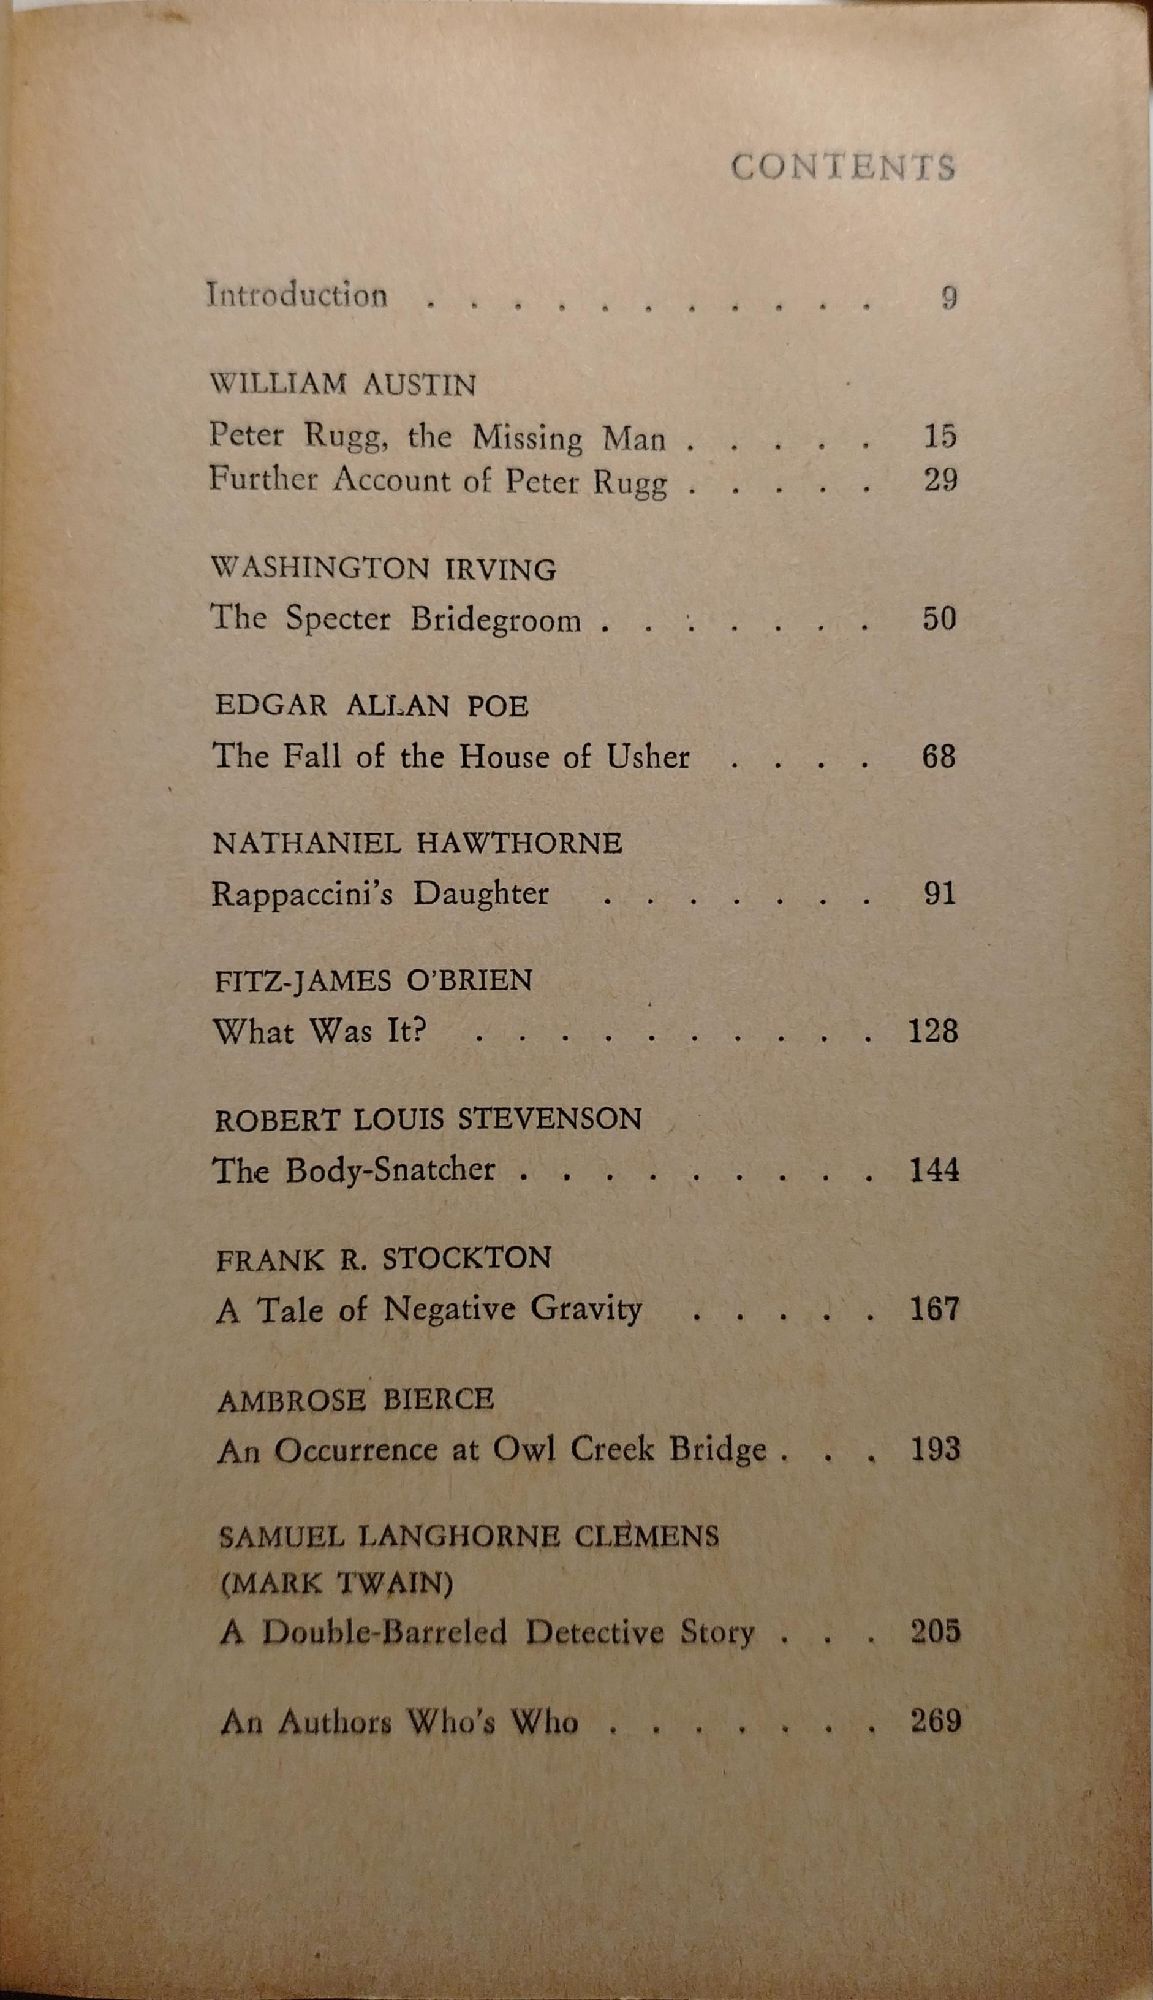 CONTENTS
Introduction . . . . . . . . . . . 9
WILLIAM AUSTIN
Peter Rugg, the Missing Man . . . . . 15
Further Account of Peter Rugg . . . . . 29
WASHINGTON IRVING
The Specter Bridegroom . . . . . . . 50
EDGAR ALLAN POE
The Fall of the House of Usher . . . . 68
NATHANIEL HAWTHORNE
Rappaccini's Daughter . . . . . . . 91
FITZ-JAMES O'BRIEN
What Was It? . . . . . . . . . . 128
ROBERT LOUIS STEVENSON
The Body-Snatcher . . . . . . . . . 144
FRANK R. STOCKTON
A Tale of Negative Gravity . . . . . 167
AMBROSE BIERCE
An Occurrence at Owl Creek Bridge . . . 193
SAMUEL LANGHORNE CLEMENS
(MARK TWAIN)
A Double-Barreled Detective Story . . . 205
An Authors Who's Who . . . . . . . 269